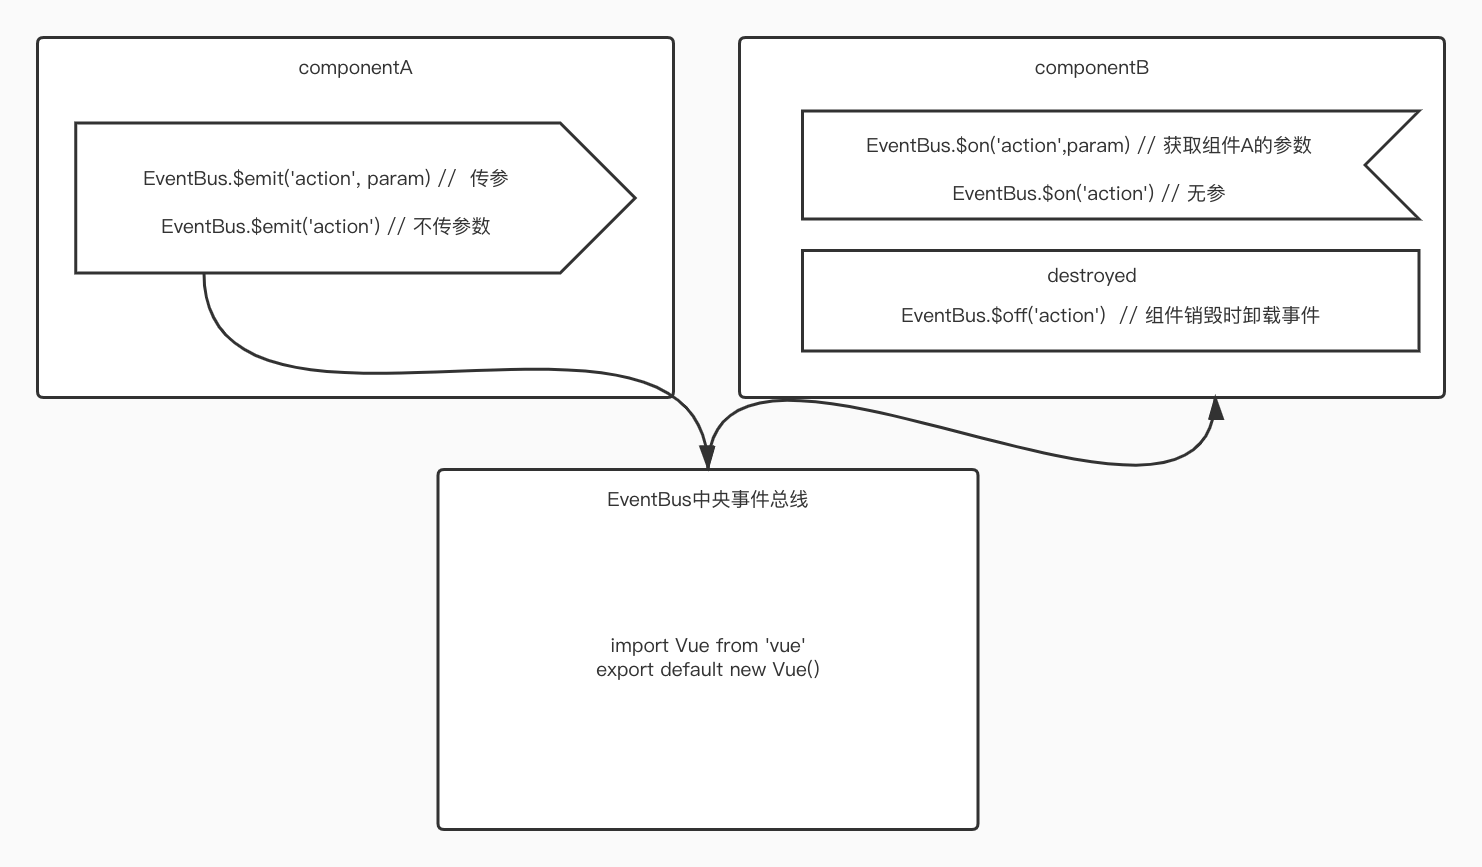 componentA
EventBus.$emit('action', param) //  传参
EventBus.$emit('action') // 不传参数
componentB
EventBus.$on('action',param) // 获取组件A的参数
EventBus.$on('action') // 无参
destroyed
EventBus.$off('action')  // 组件销毁时卸载事件
EventBus中央事件总线
import Vue from 'vue'
export default new Vue()